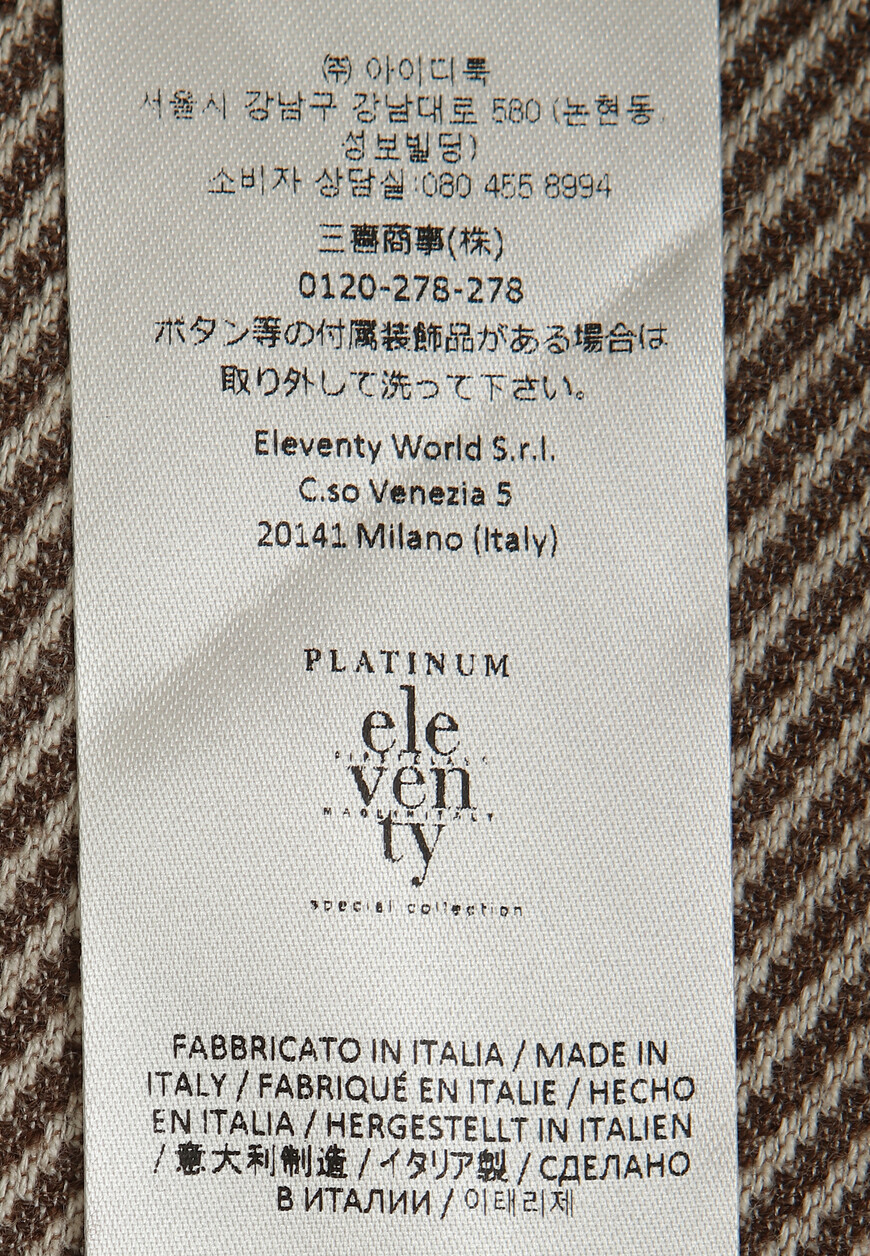 ㈜ 아이디룩
서울시 강남구 강남대로 580 (논현동,
성보빌딩)
소비자 상담실:080 455 8994
三喜商事(株)
0120-278-278
ボタン等の付属装飾品がある場合は
取り外して洗って下さい。
Eleventy World S.r.l.
C.so Venezia 5
20141 Milano (Italy)
PLATINUM
ele
ven
MADE IN ITALY
ty
special collection
FABBRICATO IN ITALIA / MADE IN
ITALY / FABRIQUÉ EN ITALIE / HECHO
EN ITALIA / HERGESTELLT IN ITALIEN
/ 意大利制造 / イタリア製 / СДЕЛАНО
В ИТАЛИИ / 이태리제